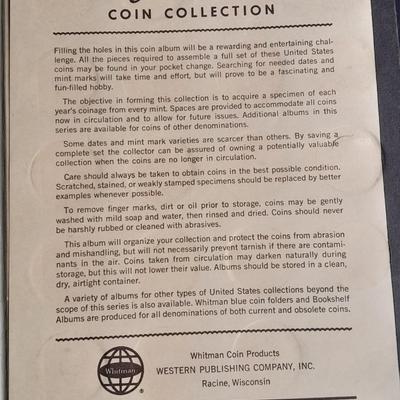 COIN COLLECTION
Filling the holes in this coin album will be a rewarding and entertaining chal-
lenge. All the pieces required to assemble a full set of these United States
coins may be found in your pocket change. Searching for needed dates and
mint marks will take time and effort, but will prove to be a fascinating and
fun-filled hobby.
The objective in forming this collection is to acquire a specimen of each
year's coinage from every mint. Spaces are provided to accommodate all coins
now in circulation and to allow for future issues. Additional albums in this
series are available for coins of other denominations.
Some dates and mint mark varieties are scarcer than others. By saving a
complete set the collector can be assured of owning a potentially valuable
collection when the coins are no longer in circulation.
Care should always be taken to obtain coins in the best possible condition.
Scratched, stained, or weakly stamped specimens should be replaced by better
examples whenever possible.
To remove finger marks, dirt or oil prior to storage, coins may be gently
washed with mild soap and water, then rinsed and dried. Coins should never
be harshly rubbed or cleaned with abrasives.
This album will organize your collection and protect the coins from abrasion
and mishandling, but will not necessarily prevent tarnish if there are contami-
nants in the air. Coins taken from circulation may darken naturally during
storage, but this will not lower their value. Albums should be stored in a clean,
dry, airtight container.
A variety of albums for other types of United States collections beyond the
scope of this series is also available. Whitman blue coin folders and Bookshelf
Albums are produced for all denominations of both current and obsolete coins.
Whitman
®
Whitman Coin Products
WESTERN PUBLISHING COMPANY, INC.
Racine, Wisconsin